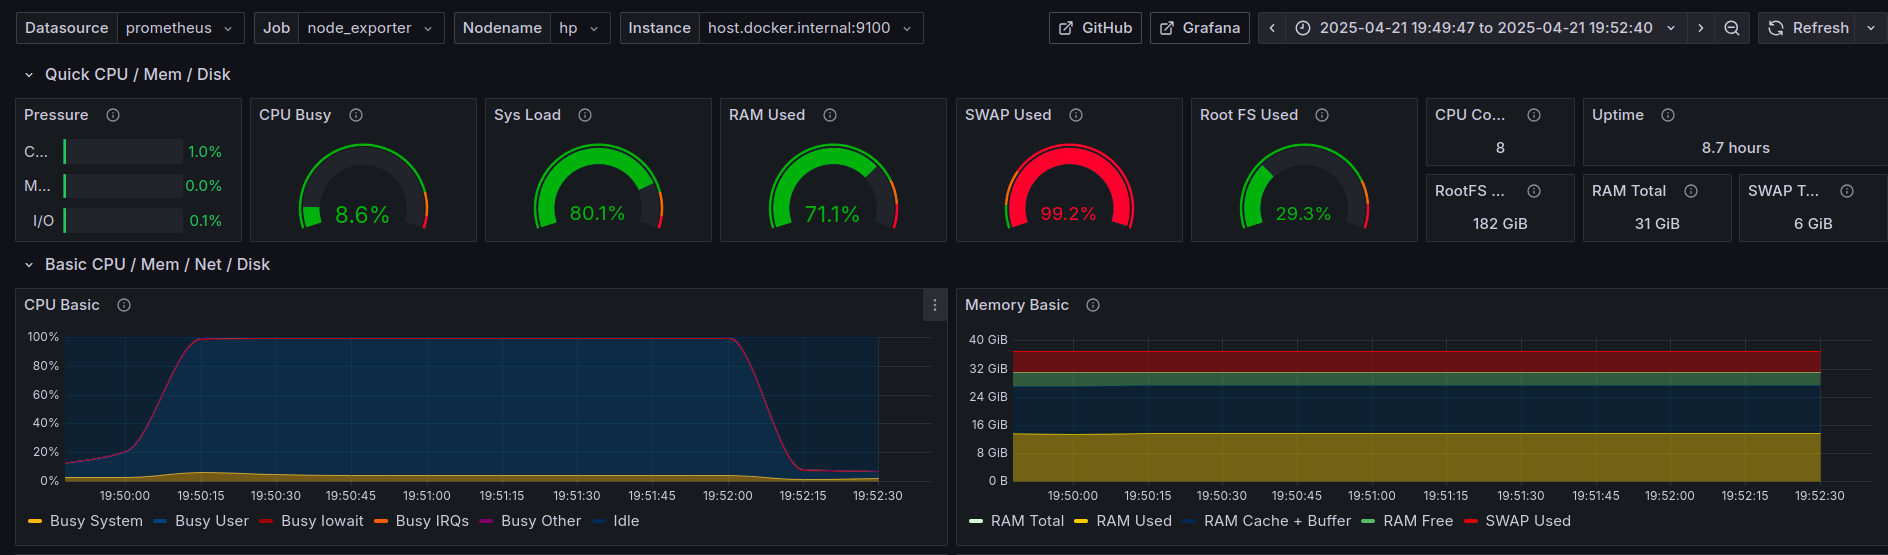 Datasource prometheus Job node_exporter Nodename hp Instance host.docker.internal:9100 GitHub Grafana 2025-04-21 19:49:47 to 2025-04-21 19:52:40 Refresh
Quick CPU / Mem / Disk
Pressure
C... 1.0%
M... 0.0%
I/O 0.1%
CPU Busy
8.6%
Sys Load
80.1%
RAM Used
71.1%
SWAP Used
99.2%
Root FS Used
29.3%
CPU Co...
8
Uptime
8.7 hours
RootFS ...
182 GiB
RAM Total
31 GiB
SWAP T...
6 GiB
Basic CPU / Mem / Net / Disk
CPU Basic
100%
80%
60%
40%
20%
0%
19:50:00 19:50:15 19:50:30 19:50:45 19:51:00 19:51:15 19:51:30 19:51:45 19:52:00 19:52:15 19:52:30
Busy System Busy User Busy Iowait Busy IRQs Busy Other Idle
Memory Basic
40 GiB
32 GiB
24 GiB
16 GiB
8 GiB
0 B
19:50:00 19:50:15 19:50:30 19:50:45 19:51:00 19:51:15 19:51:30 19:51:45 19:52:00 19:52:15 19:52:30
RAM Total RAM Used RAM Cache + Buffer RAM Free SWAP Used